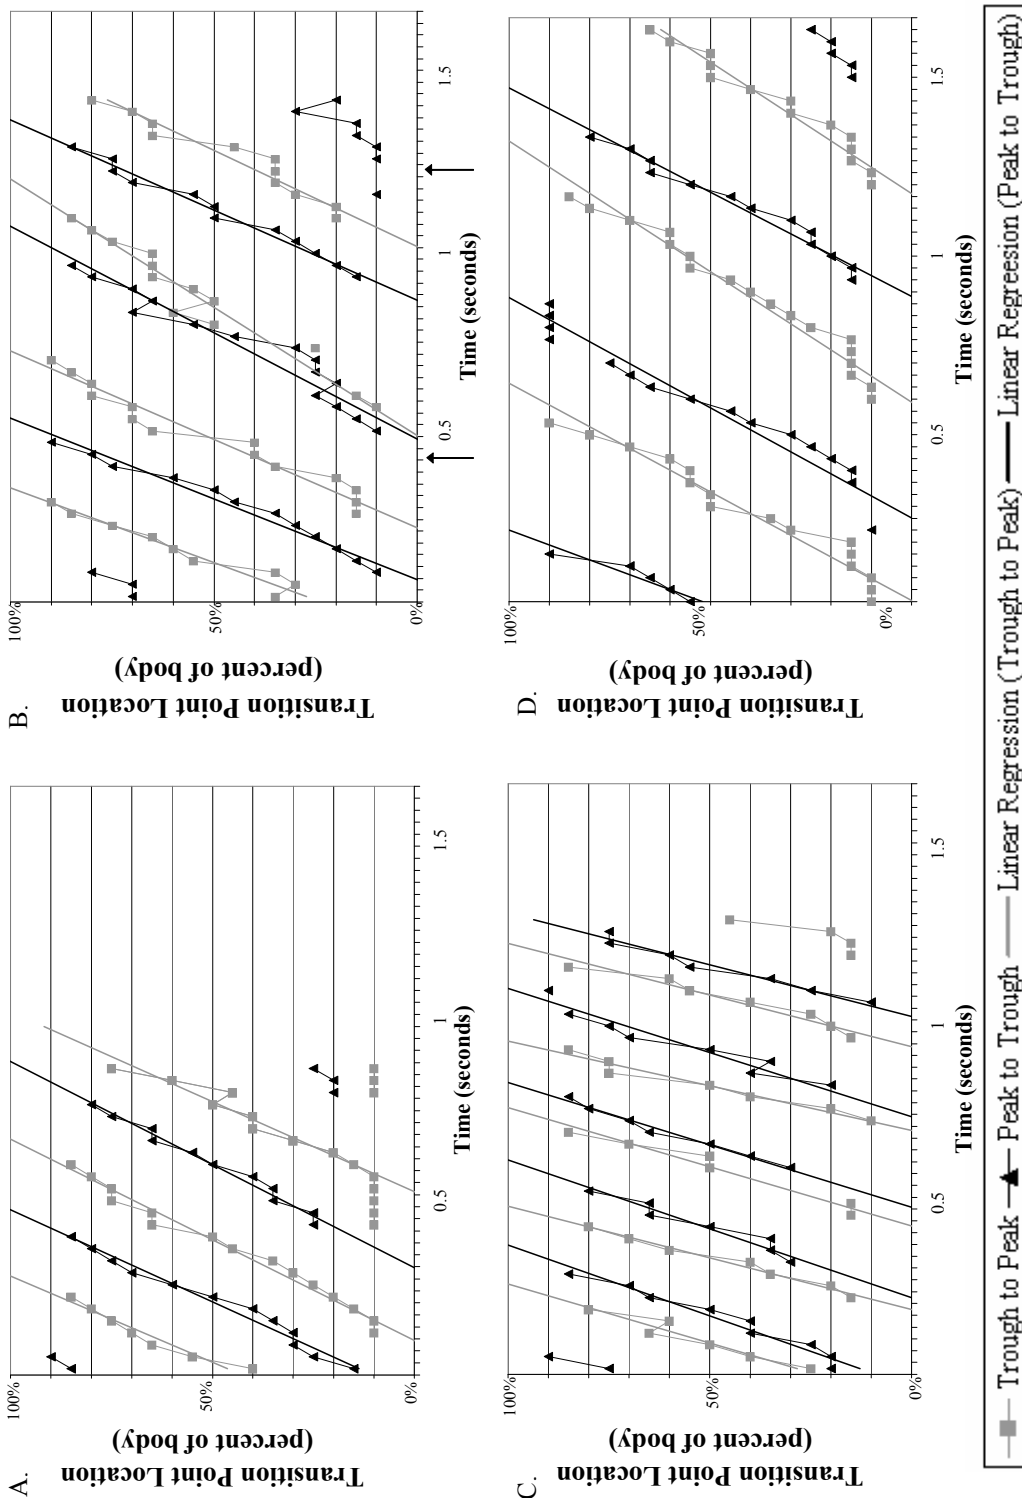 A.
Transition Point Location
(percent of body)
100%
50%
0%
0.5
1
1.5
Time (seconds)
B.
Transition Point Location
(percent of body)
100%
50%
0%
0.5
1
1.5
Time (seconds)
C.
Transition Point Location
(percent of body)
100%
50%
0%
0.5
1
1.5
Time (seconds)
D.
Transition Point Location
(percent of body)
100%
50%
0%
0.5
1
1.5
Time (seconds)
Trough to Peak Peak to Trough Linear Regression (Trough to Peak) Linear Regreesion (Peak to Trough)